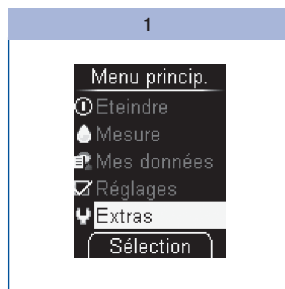 1
Menu princip.
Eteindre
Mesure
Mes données
Réglages
Extras
Sélection